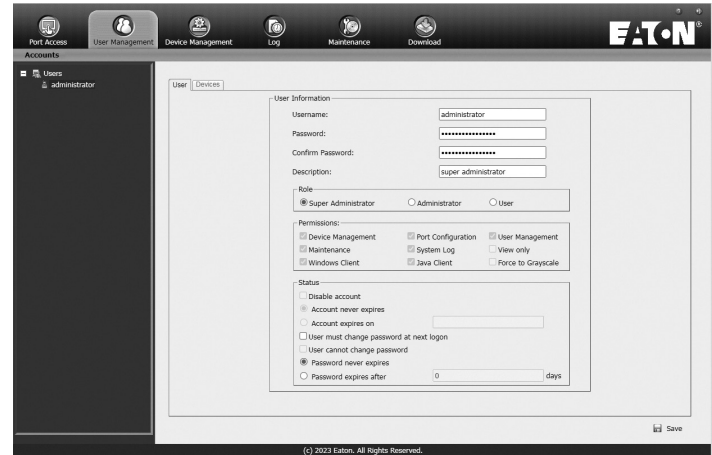 Port Access User Management Device Management Log Maintenance Download EATON®
Accounts
Users
administrator
User Devices
User Information
Username: administrator
Password: ••••••••••••••••
Confirm Password: ••••••••••••••••
Description: super administrator
Role
Super Administrator Administrator User
Permissions:
Device Management Port Configuration User Management
Maintenance System Log View only
Windows Client Java Client Force to Grayscale
Status
Disable account
Account never expires
Account expires on
User must change password at next logon
User cannot change password
Password never expires
Password expires after 0 days
Save
(c) 2023 Eaton. All Rights Reserved.